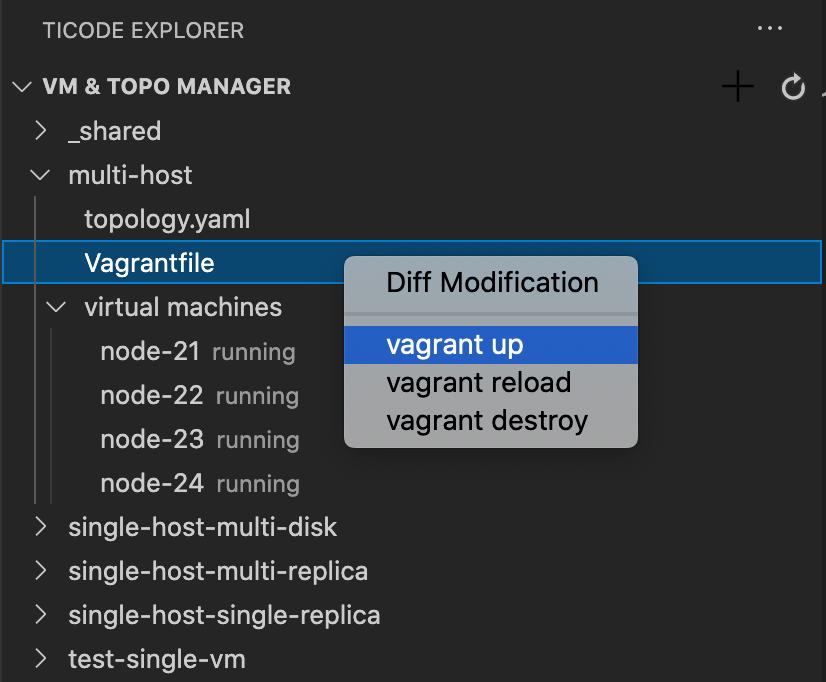 TICODE EXPLORER
VM & TOPO MANAGER
_shared
multi-host
topology.yaml
Vagrantfile
Diff Modification
virtual machines
vagrant up
node-21 running
vagrant reload
node-22 running
vagrant destroy
node-23 running
node-24 running
single-host-multi-disk
single-host-multi-replica
single-host-single-replica
test-single-vm